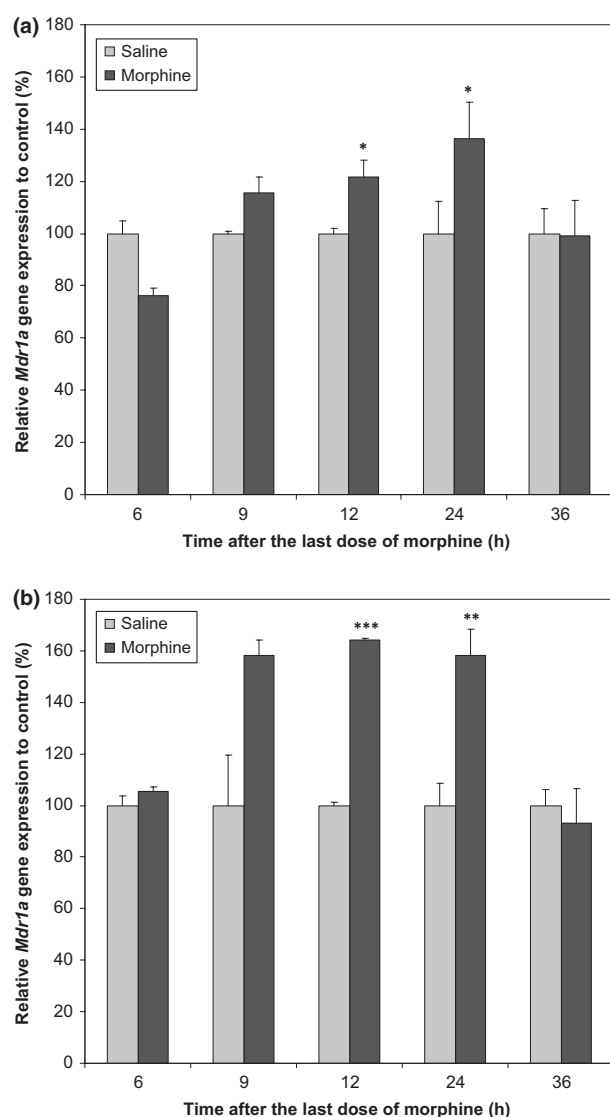 (a)
180
160
140
120
100
80
60
40
20
0
Relative Mdr1a gene expression to control (%)
Saline
Morphine
*
*
6 9 12 24 36
Time after the last dose of morphine (h)
(b)
180
160
140
120
100
80
60
40
20
0
Relative Mdr1a gene expression to control (%)
Saline
Morphine
***
**
6 9 12 24 36
Time after the last dose of morphine (h)